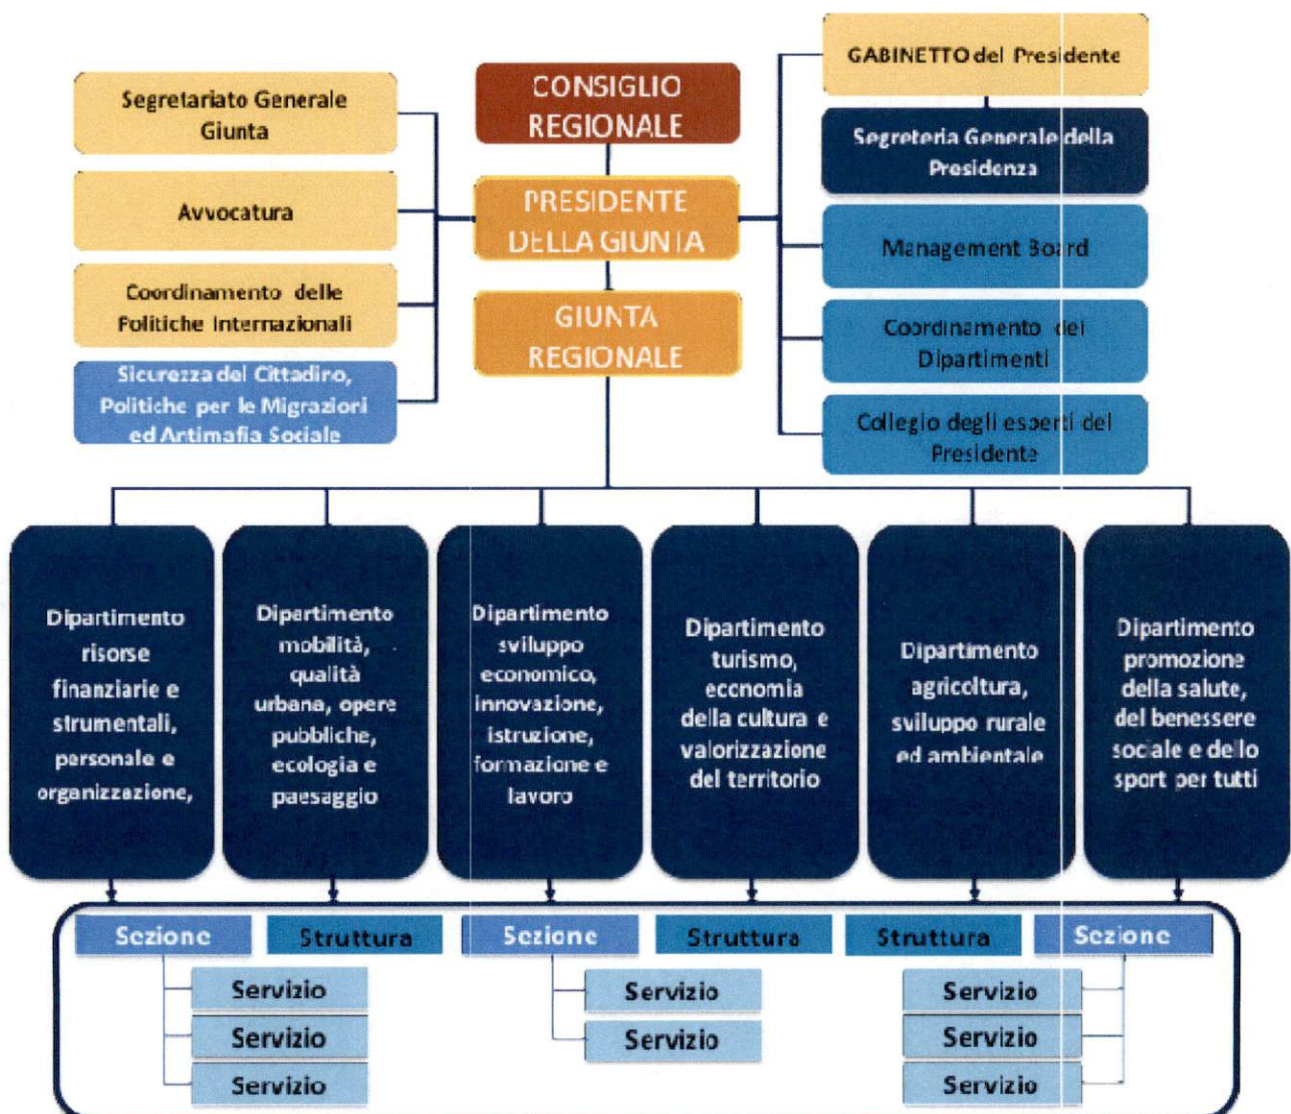 Segretariato Generale
Giunta
Avvocatura
Coordinamento delle
Politiche Internazionali
Sicurezza del Cittadino,
Politiche per le Migrazioni
ed Artimafia Sociale
CONSIGLIO
REGIONALE
PRESIDENTE
DELLA GIUNTA
GIUNTA
REGIONALE
GABINETTO del Presidente
Segreteria Generale della
Presidenza
Management Board
Coordinamento dei
Dipartimenti
Collegio degli esperti del
Presidente
Dipartimento
risorse
finanziarie e
strumentali,
personale e
organizzazione,
Dipartimento
mobilità,
qualità
urbana, opere
pubbliche,
ecologia e
paesaggio
Dipartimento
sviluppo
economico,
innovazione,
istruzione,
formazione e
lavoro
Dipartimento
turismo,
economia
della cultura e
valorizzazione
del territorio
Dipartimento
agricoltura,
sviluppo rurale
ed ambientale
Dipartimento
promozione
della salute,
del benessere
sociale e dello
sport per tutti
Sezione
Struttura
Sezione
Struttura
Struttura
Sezione
Servizio
Servizio
Servizio
Servizio
Servizio
Servizio
Servizio
Servizio